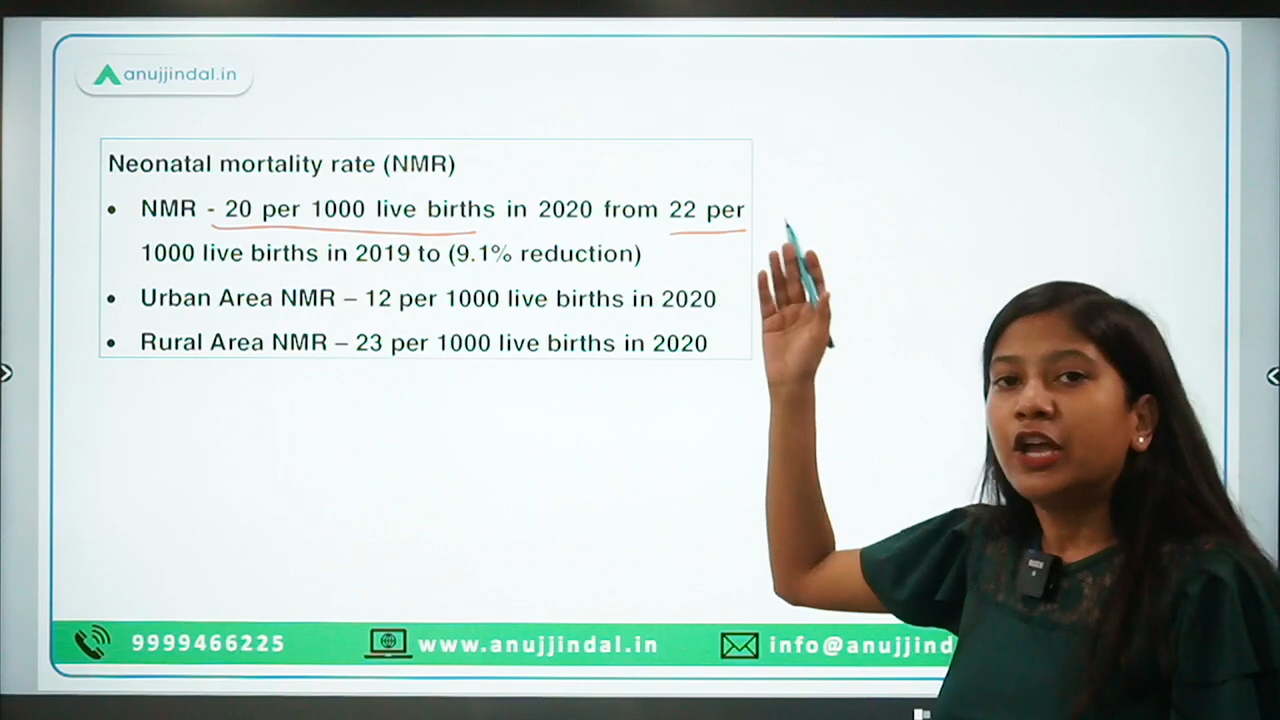 anujjindal.in
Neonatal mortality rate (NMR)
• NMR - 20 per 1000 live births in 2020 from 22 per
1000 live births in 2019 to (9.1% reduction)
• Urban Area NMR – 12 per 1000 live births in 2020
• Rural Area NMR – 23 per 1000 live births in 2020
9999466225
www.anujjindal.in
info@anujjind